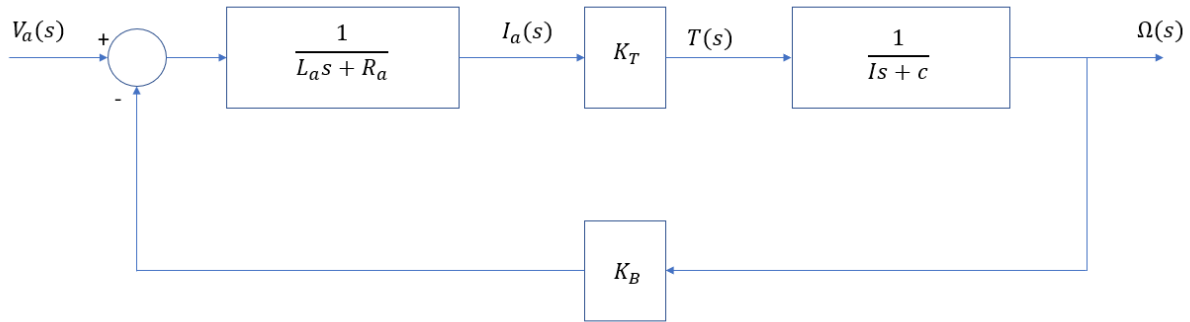 V_a(s)
+
-
1
L_a s + R_a
I_a(s)
K_T
T(s)
1
Is + c
Ω(s)
K_B